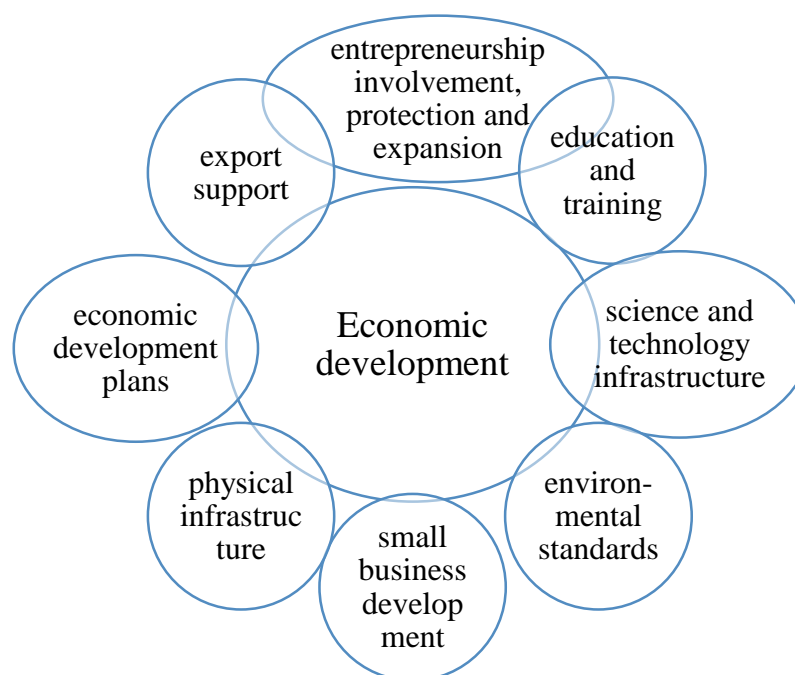 entrepreneurship
involvement,
protection and
expansion
education
and
training
science and
technology
infrastructure
environ-
mental
standards
small
business
develop
ment
physical
infrastruc
ture
economic
development
plans
export
support
Economic
development